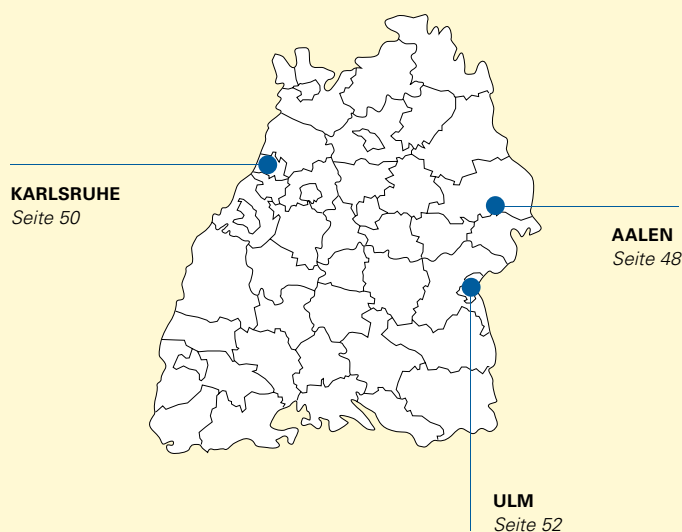 KARLSRUHE
Seite 50
AALEN
Seite 48
ULM
Seite 52